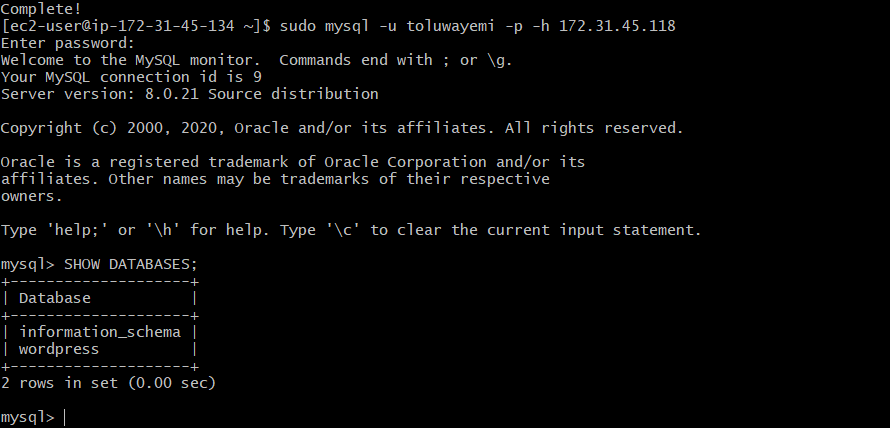 Complete!
[ec2-user@ip-172-31-45-134 ~]$ sudo mysql -u toluwayemi -p -h 172.31.45.118
Enter password:
Welcome to the MySQL monitor.  Commands end with ; or \g.
Your MySQL connection id is 9
Server version: 8.0.21 Source distribution

Copyright (c) 2000, 2020, Oracle and/or its affiliates. All rights reserved.

Oracle is a registered trademark of Oracle Corporation and/or its
affiliates. Other names may be trademarks of their respective
owners.

Type 'help;' or '\h' for help. Type '\c' to clear the current input statement.

mysql> SHOW DATABASES;
+--------------------+
| Database           |
+--------------------+
| information_schema |
| wordpress          |
+--------------------+
2 rows in set (0.00 sec)

mysql>